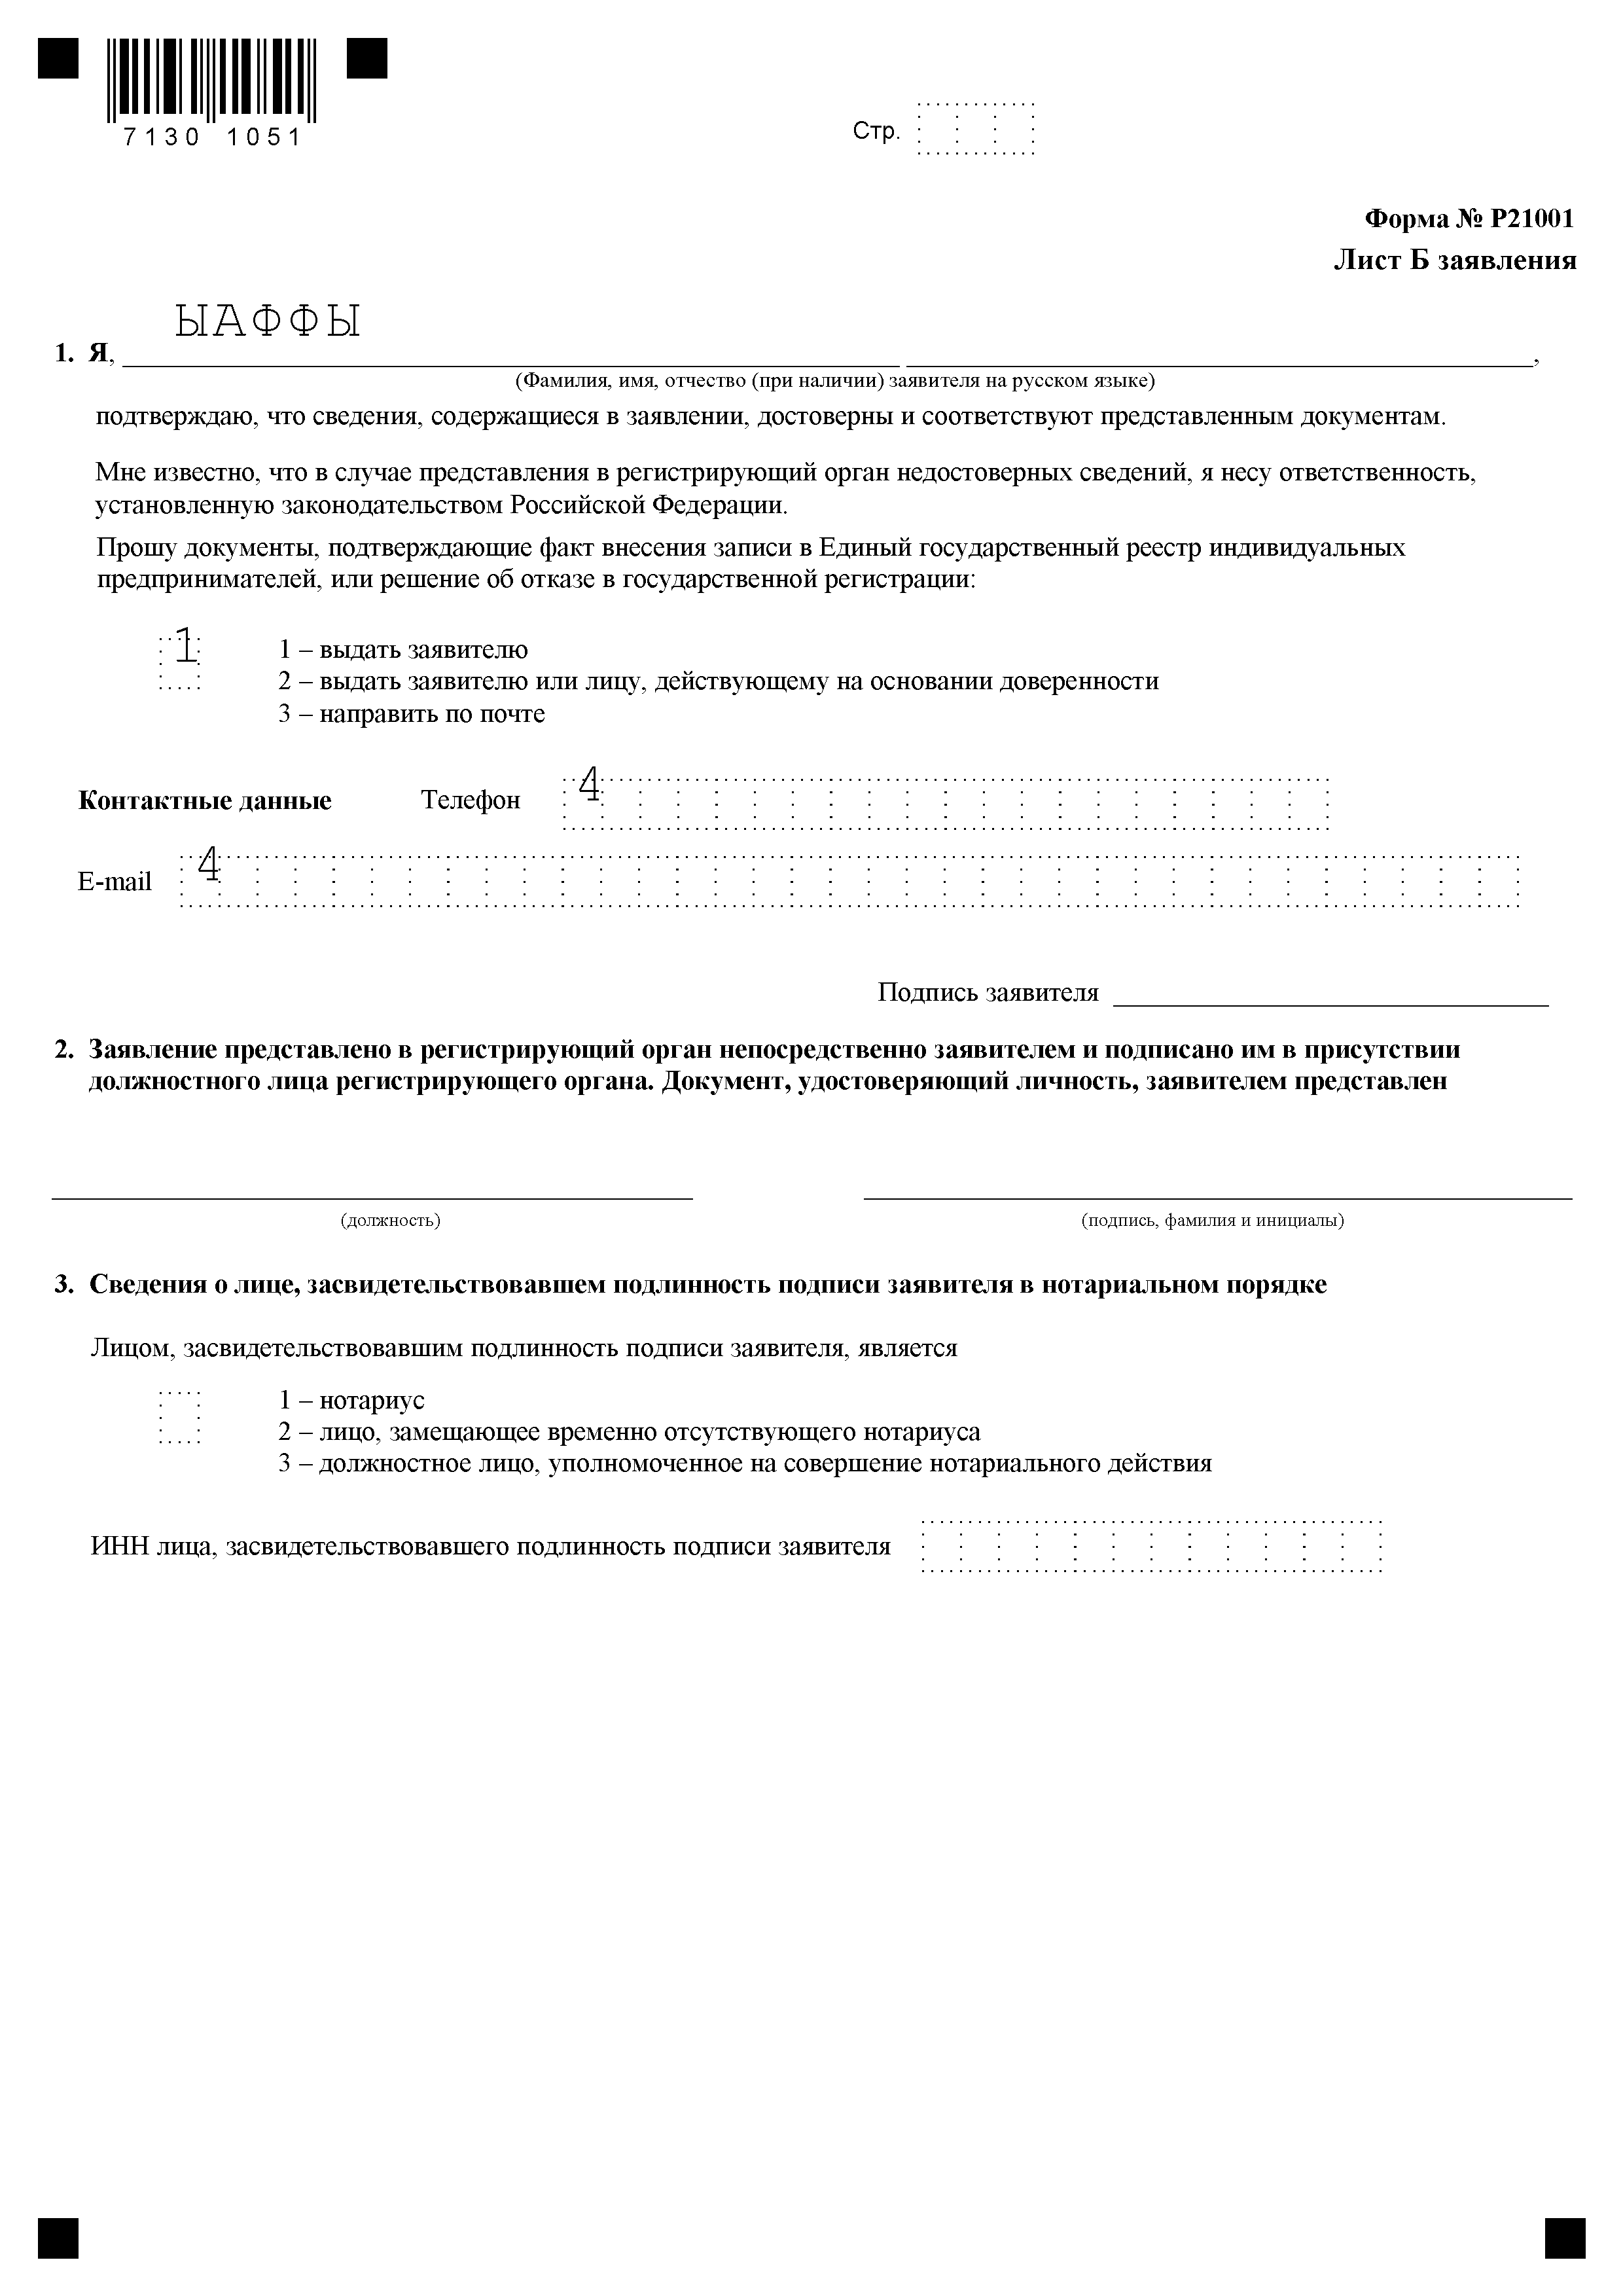 7130 1051
Стр.
Форма № Р21001
Лист Б заявления
ЫАФФЫ
1. Я, ,
(Фамилия, имя, отчество (при наличии) заявителя на русском языке)
подтверждаю, что сведения, содержащиеся в заявлении, достоверны и соответствуют представленным документам.
Мне известно, что в случае представления в регистрирующий орган недостоверных сведений, я несу ответственность,
установленную законодательством Российской Федерации.
Прошу документы, подтверждающие факт внесения записи в Единый государственный реестр индивидуальных
предпринимателей, или решение об отказе в государственной регистрации:
1
1 – выдать заявителю
2 – выдать заявителю или лицу, действующему на основании доверенности
3 – направить по почте
Контактные данные Телефон 4
E-mail 4
Подпись заявителя
2. Заявление представлено в регистрирующий орган непосредственно заявителем и подписано им в присутствии
должностного лица регистрирующего органа. Документ, удостоверяющий личность, заявителем представлен
(должность) (подпись, фамилия и инициалы)
3. Сведения о лице, засвидетельствовавшем подлинность подписи заявителя в нотариальном порядке
Лицом, засвидетельствовавшим подлинность подписи заявителя, является
1 – нотариус
2 – лицо, замещающее временно отсутствующего нотариуса
3 – должностное лицо, уполномоченное на совершение нотариального действия
ИНН лица, засвидетельствовавшего подлинность подписи заявителя